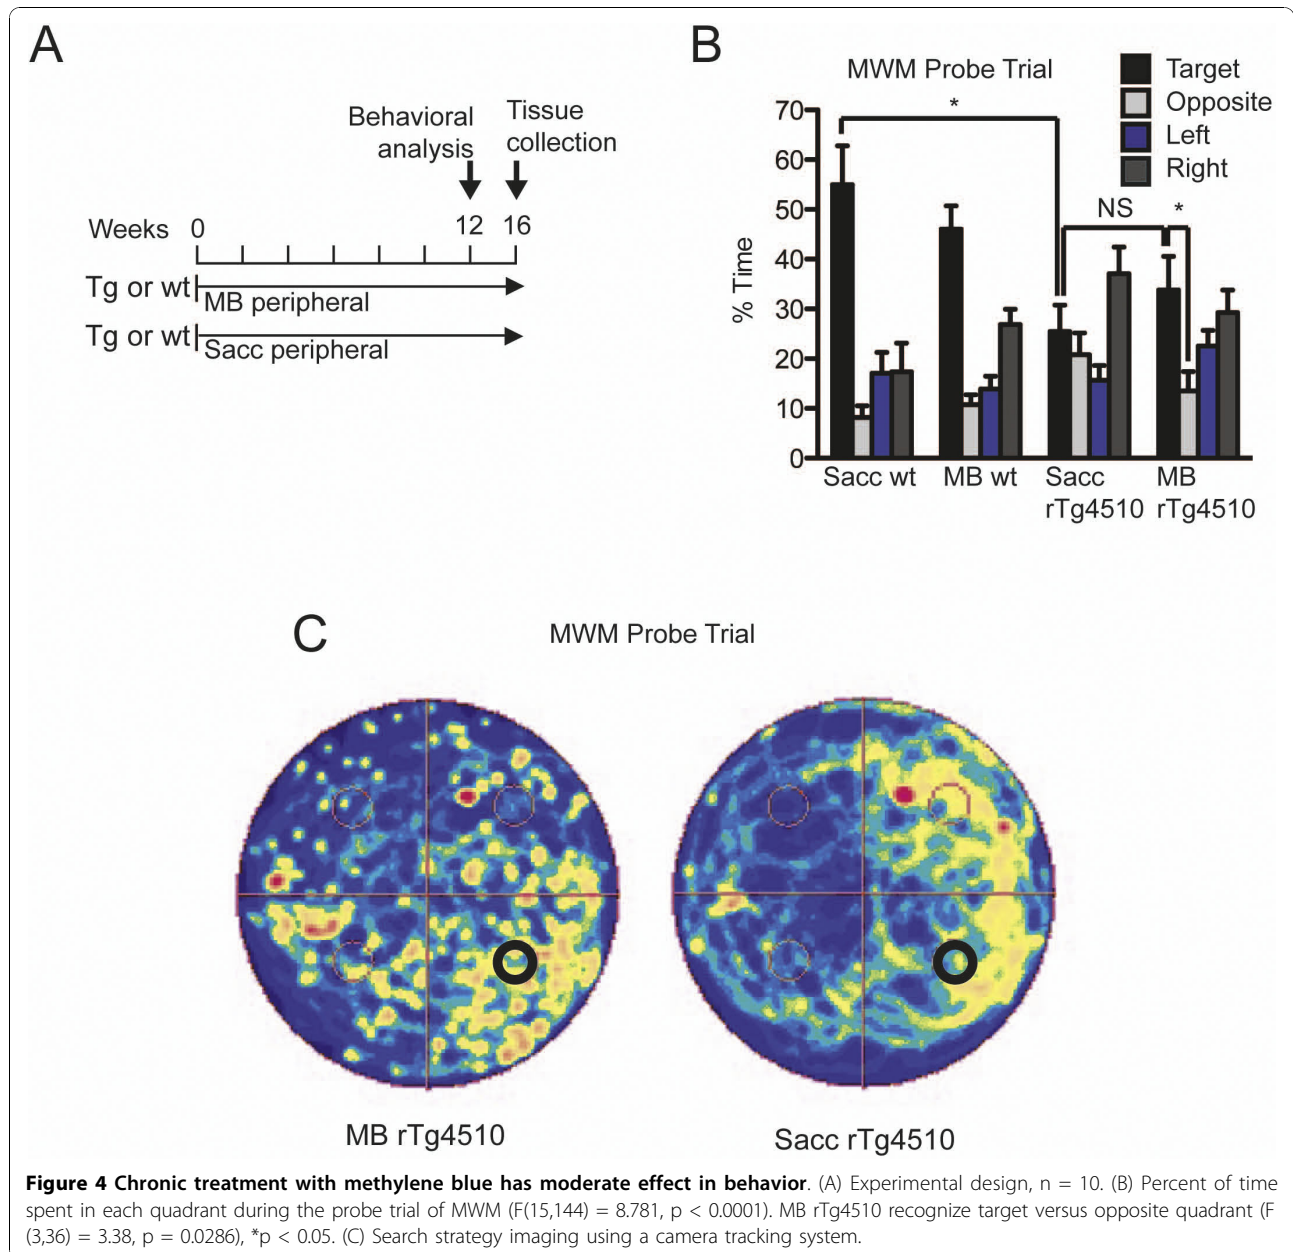 A
Behavioral
analysis
Tissue
collection
Weeks 0 12 16
Tg or wt MB peripheral
Tg or wt Sacc peripheral
B
MWM Probe Trial
Target
Opposite
Left
Right
*
NS *
% Time
70
60
50
40
30
20
10
0
Sacc wt MB wt Sacc rTg4510 MB rTg4510
C
MWM Probe Trial
MB rTg4510
Sacc rTg4510
Figure 4 Chronic treatment with methylene blue has moderate effect in behavior. (A) Experimental design, n = 10. (B) Percent of time
spent in each quadrant during the probe trial of MWM (F(15,144) = 8.781, p < 0.0001). MB rTg4510 recognize target versus opposite quadrant (F
(3,36) = 3.38, p = 0.0286), *p < 0.05. (C) Search strategy imaging using a camera tracking system.